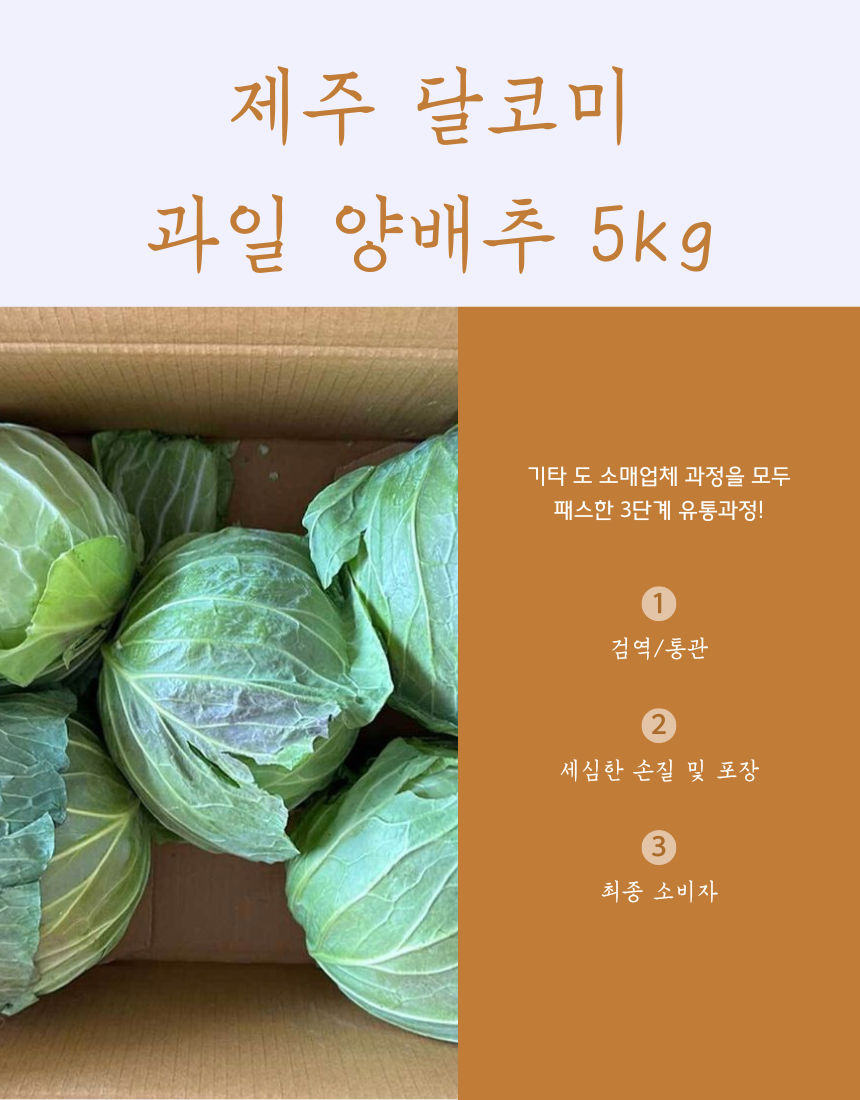 제주 달코미
과일 양배추 5kg
기타 도 소매업체 과정을 모두
패스한 3단계 유통과정!
1
검역/통관
2
세심한 손질 및 포장
3
최종 소비자